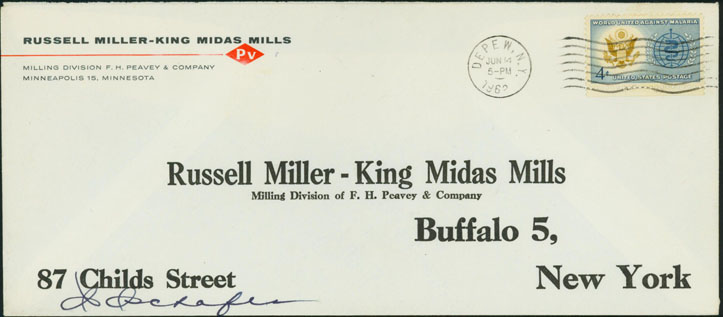 RUSSELL MILLER-KING MIDAS MILLS
PV
MILLING DIVISION F. H. PEAVEY & COMPANY
MINNEAPOLIS 15, MINNESOTA
DEPEW, N.Y.
JUN 14
5-PM
1962
WORLD UNITED AGAINST MALARIA
4¢
UNITED STATES POSTAGE
Russell Miller - King Midas Mills
Milling Division of F. H. Peavey & Company
Buffalo 5,
87 Childs Street
New York